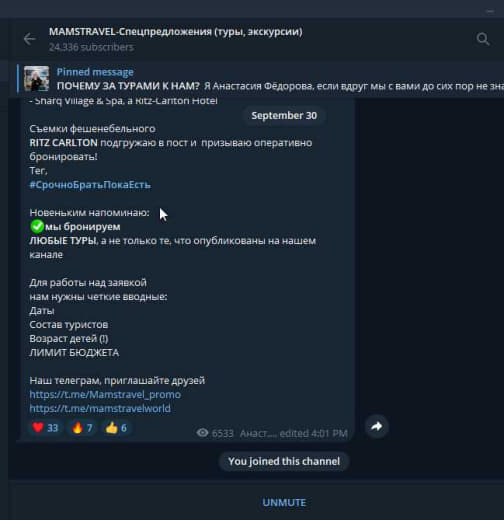 MAMSTRAVEL-Спецпредложения (туры, экскурсии)
24,336 subscribers
Pinned message
ПОЧЕМУ ЗА ТУРАМИ К НАМ? Я Анастасия Фёдорова, если вдруг мы с вами до сих пор не зна
- Sharq Village & Spa, a Ritz-Carlton Hotel
September 30
Съемки фешенебельного
RITZ CARLTON подгружаю в пост и призываю оперативно
бронировать!
Тег,
#СрочноБратьПокаЕсть
Новеньким напоминаю:
✅мы бронируем
ЛЮБЫЕ ТУРЫ, а не только те, что опубликованы на нашем
канале
Для работы над заявкой
нам нужны четкие вводные:
Даты
Состав туристов
Возраст детей (!)
ЛИМИТ БЮДЖЕТА
Наш телеграм, приглашайте друзей
https://t.me/Mamstravel_promo
https://t.me/mamstravelworld
❤️ 33 🔥 7 👍 6
6533 Анаст..., edited 4:01 PM
You joined this channel
UNMUTE